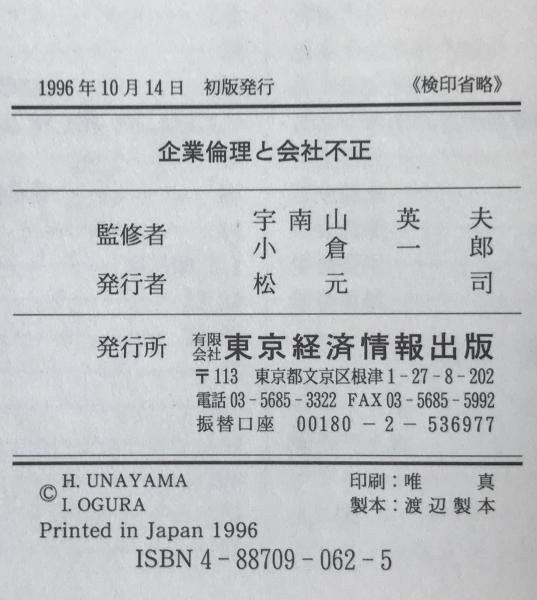 1996年10月14日 初版発行 《検印省略》
企業倫理と会社不正
監修者 宇南山英夫
小倉一郎
発行者 松元司
発行所 有限会社 東京経済情報出版
〒113 東京都文京区根津1-27-8-202
電話03-5685-3322 FAX03-5685-5992
振替口座 00180-2-536977
© H. UNAYAMA
I. OGURA
印刷:唯真
製本:渡辺製本
Printed in Japan 1996
ISBN 4-88709-062-5